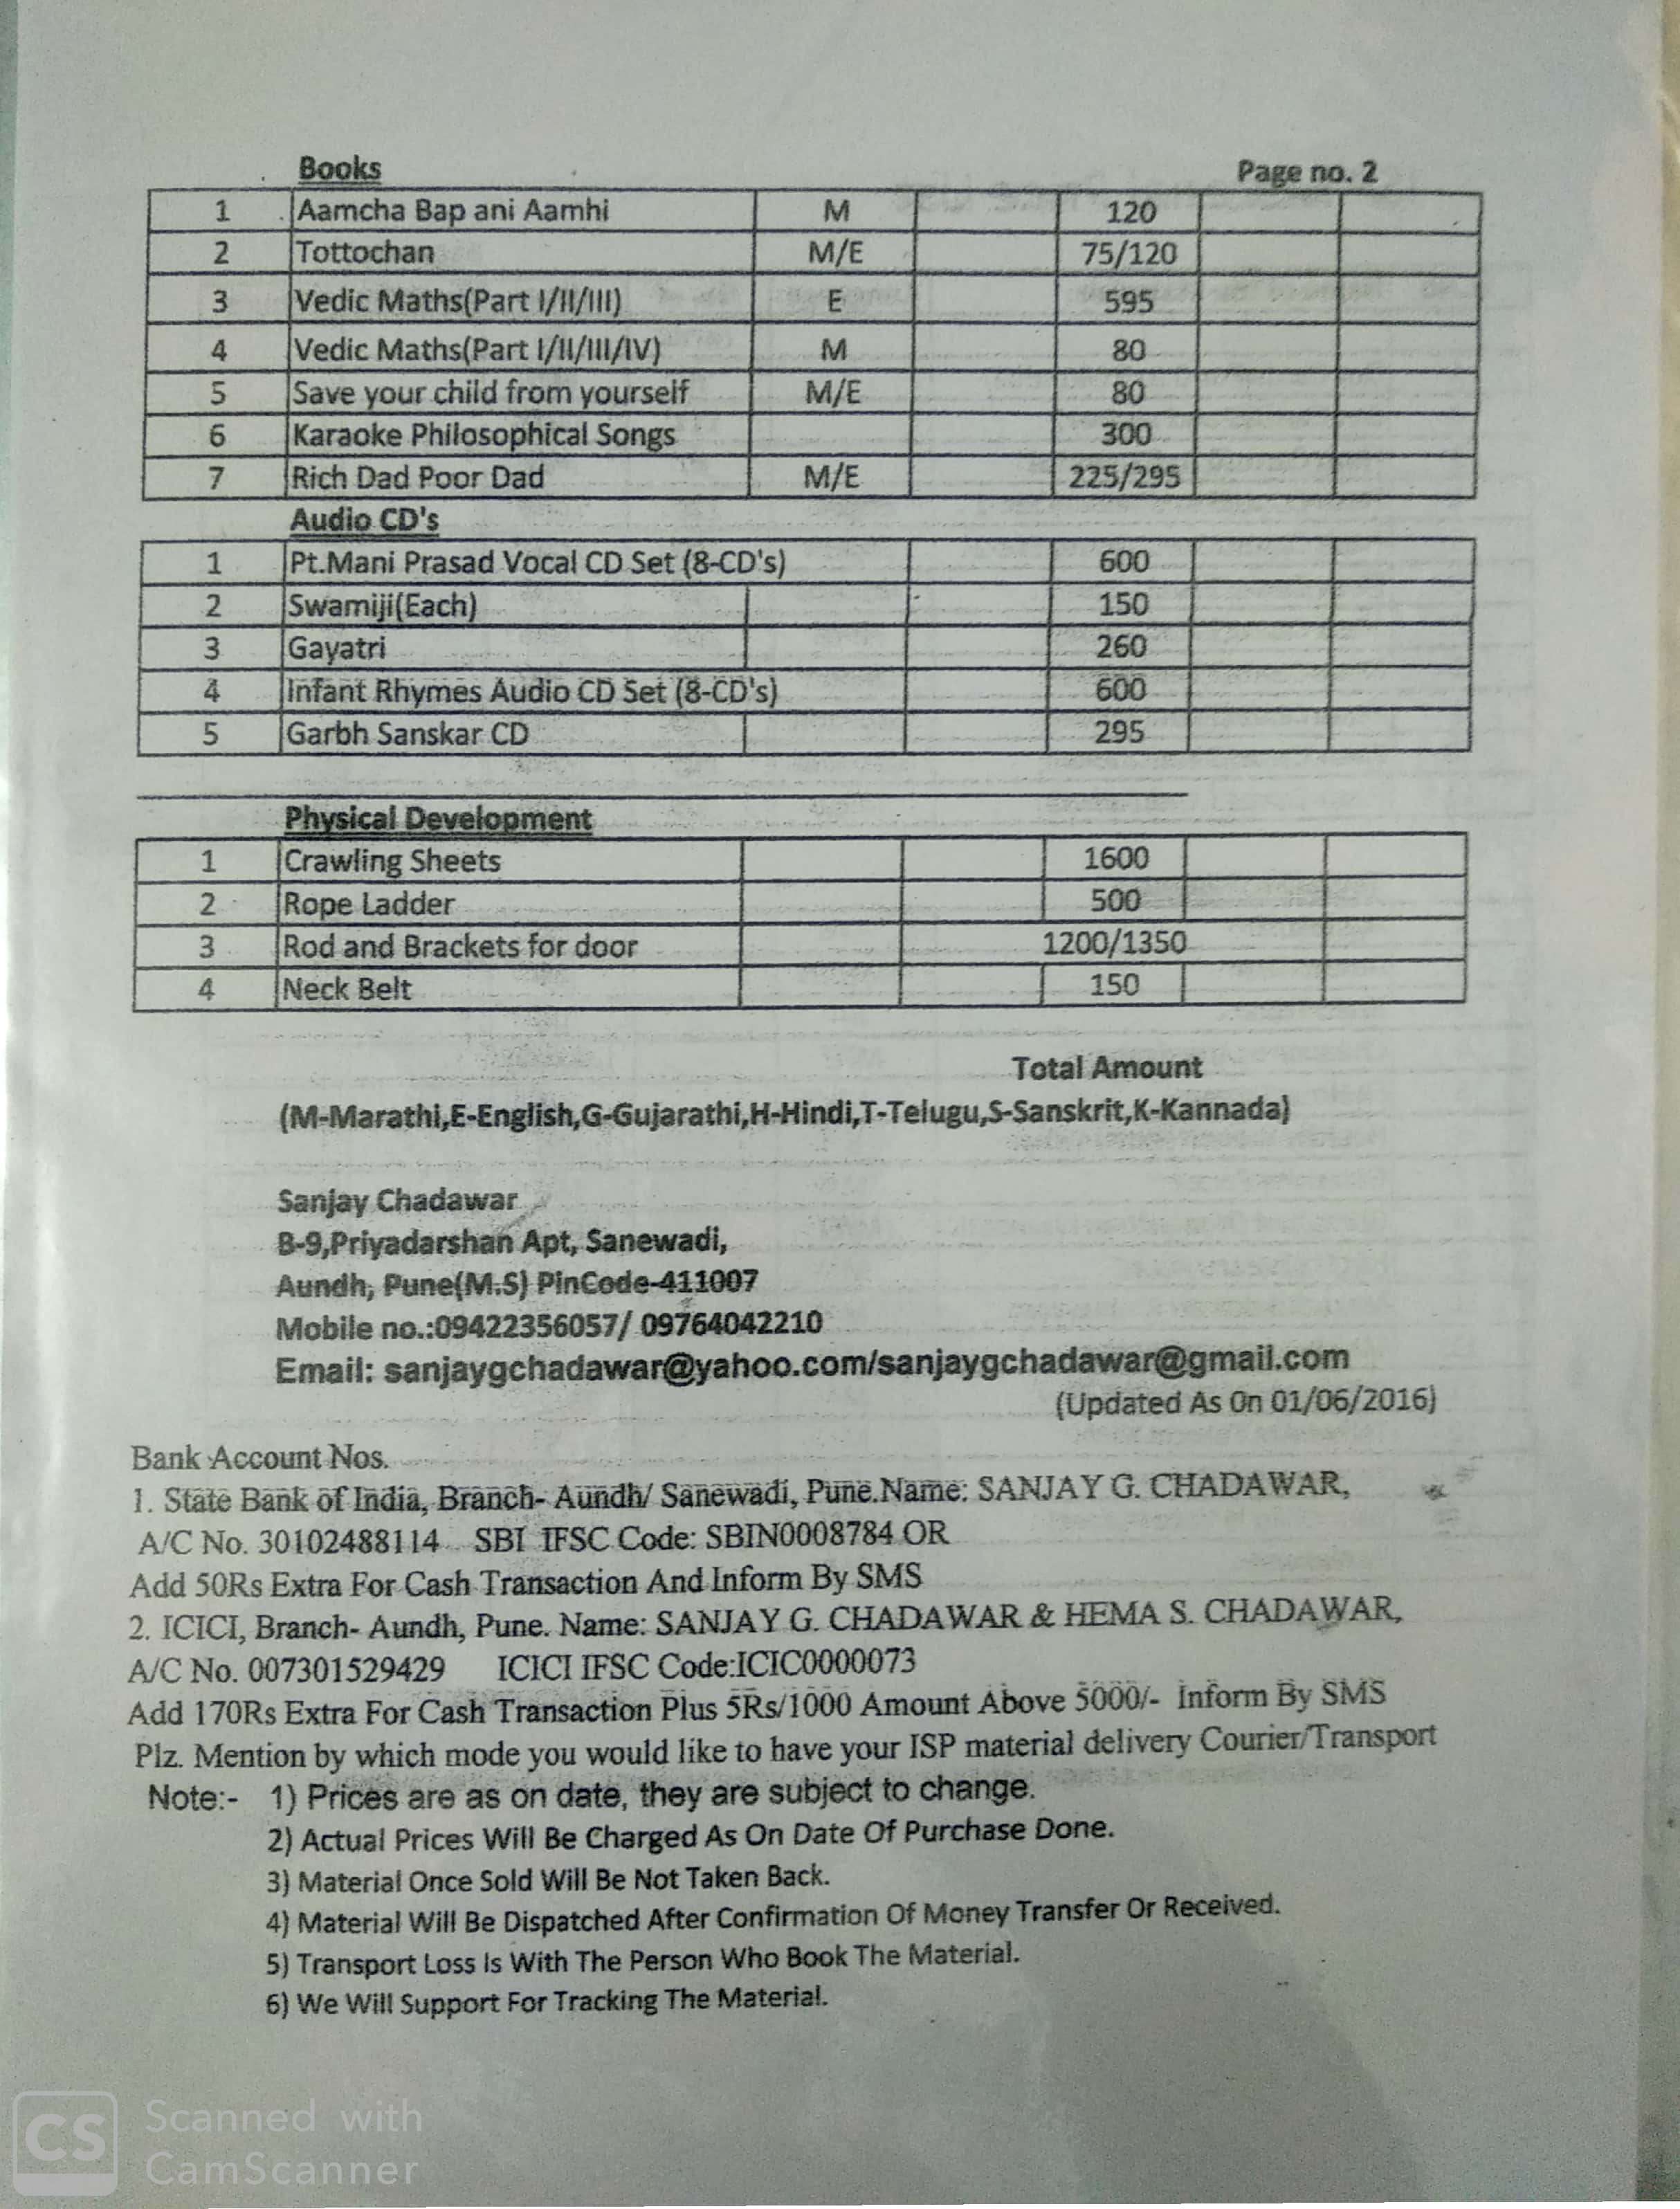 Books Page no. 2
1 Aamcha Bap ani Aamhi M 120
2 Tottochan M/E 75/120
3 Vedic Maths(Part I/II/III) E 595
4 Vedic Maths(Part I/II/III/IV) M 80
5 Save your child from yourself M/E 80
6 Karaoke Philosophical Songs 300
7 Rich Dad Poor Dad M/E 225/295
Audio CD's
1 Pt.Mani Prasad Vocal CD Set (8-CD's) 600
2 Swamiji(Each) 150
3 Gayatri 260
4 Infant Rhymes Audio CD Set (8-CD's) 600
5 Garbh Sanskar CD 295
Physical Development
1 Crawling Sheets 1600
2 Rope Ladder 500
3 Rod and Brackets for door 1200/1350
4 Neck Belt 150
Total Amount
(M-Marathi,E-English,G-Gujarathi,H-Hindi,T-Telugu,S-Sanskrit,K-Kannada)
Sanjay Chadawar
B-9,Priyadarshan Apt, Sanewadi,
Aundh, Pune(M.S) PinCode-411007
Mobile no.:09422356057/ 09764042210
Email: sanjaygchadawar@yahoo.com/sanjaygchadawar@gmail.com
(Updated As On 01/06/2016)
Bank Account Nos.
1. State Bank of India, Branch- Aundh/ Sanewadi, Pune.Name: SANJAY G. CHADAWAR,
A/C No. 30102488114 SBI IFSC Code: SBIN0008784 OR
Add 50Rs Extra For Cash Transaction And Inform By SMS
2. ICICI, Branch- Aundh, Pune. Name: SANJAY G. CHADAWAR & HEMA S. CHADAWAR,
A/C No. 007301529429 ICICI IFSC Code:ICIC0000073
Add 170Rs Extra For Cash Transaction Plus 5Rs/1000 Amount Above 5000/- Inform By SMS
Plz. Mention by which mode you would like to have your ISP material delivery Courier/Transport
Note:- 1) Prices are as on date, they are subject to change.
2) Actual Prices Will Be Charged As On Date Of Purchase Done.
3) Material Once Sold Will Be Not Taken Back.
4) Material Will Be Dispatched After Confirmation Of Money Transfer Or Received.
5) Transport Loss Is With The Person Who Book The Material.
6) We Will Support For Tracking The Material.
CS Scanned with
CamScanner